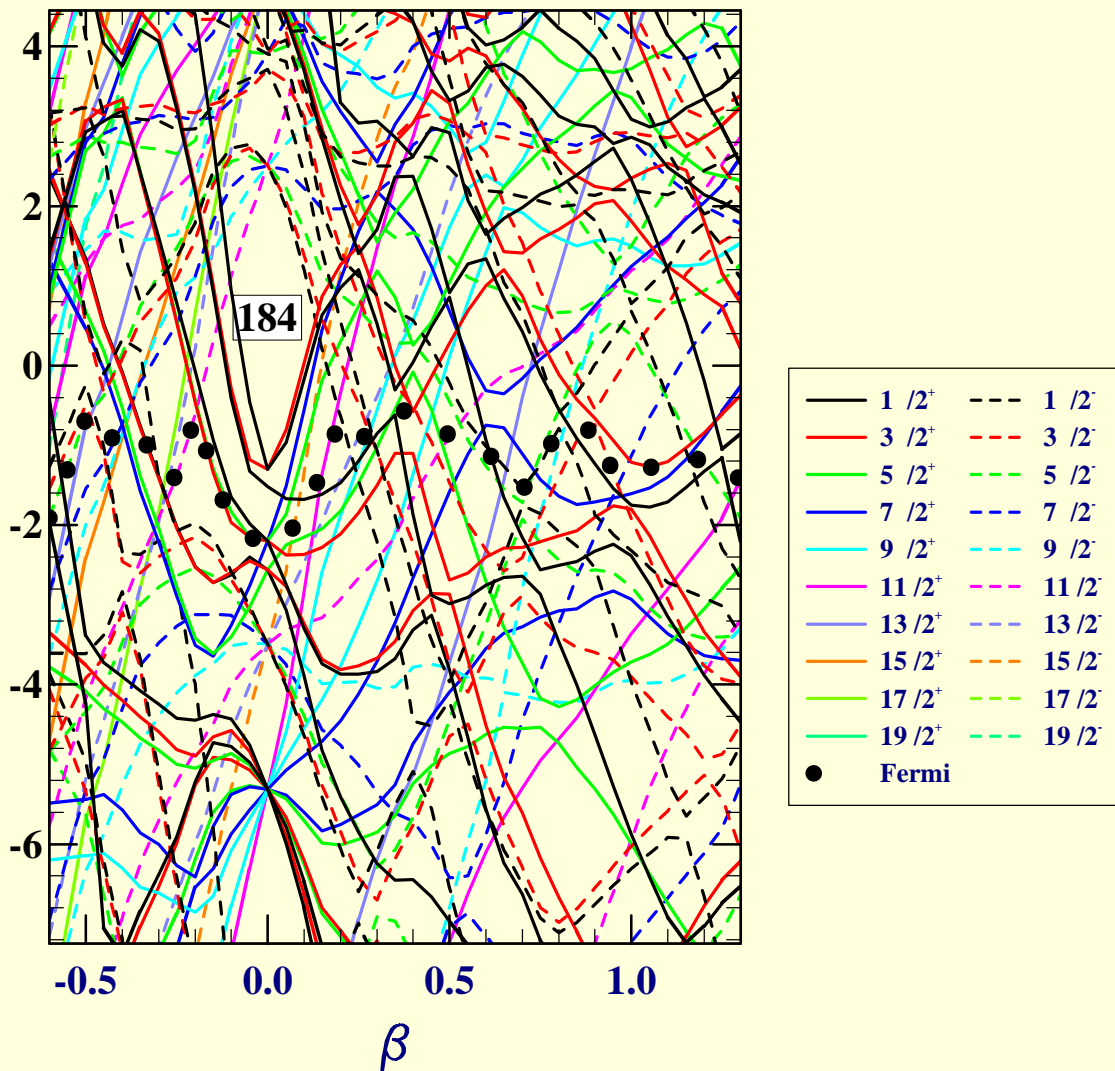 4
2
0
-2
-4
-6
184
-0.5 0.0 0.5 1.0
β
1 /2⁺ 1 /2⁻
3 /2⁺ 3 /2⁻
5 /2⁺ 5 /2⁻
7 /2⁺ 7 /2⁻
9 /2⁺ 9 /2⁻
11 /2⁺ 11 /2⁻
13 /2⁺ 13 /2⁻
15 /2⁺ 15 /2⁻
17 /2⁺ 17 /2⁻
19 /2⁺ 19 /2⁻
Fermi